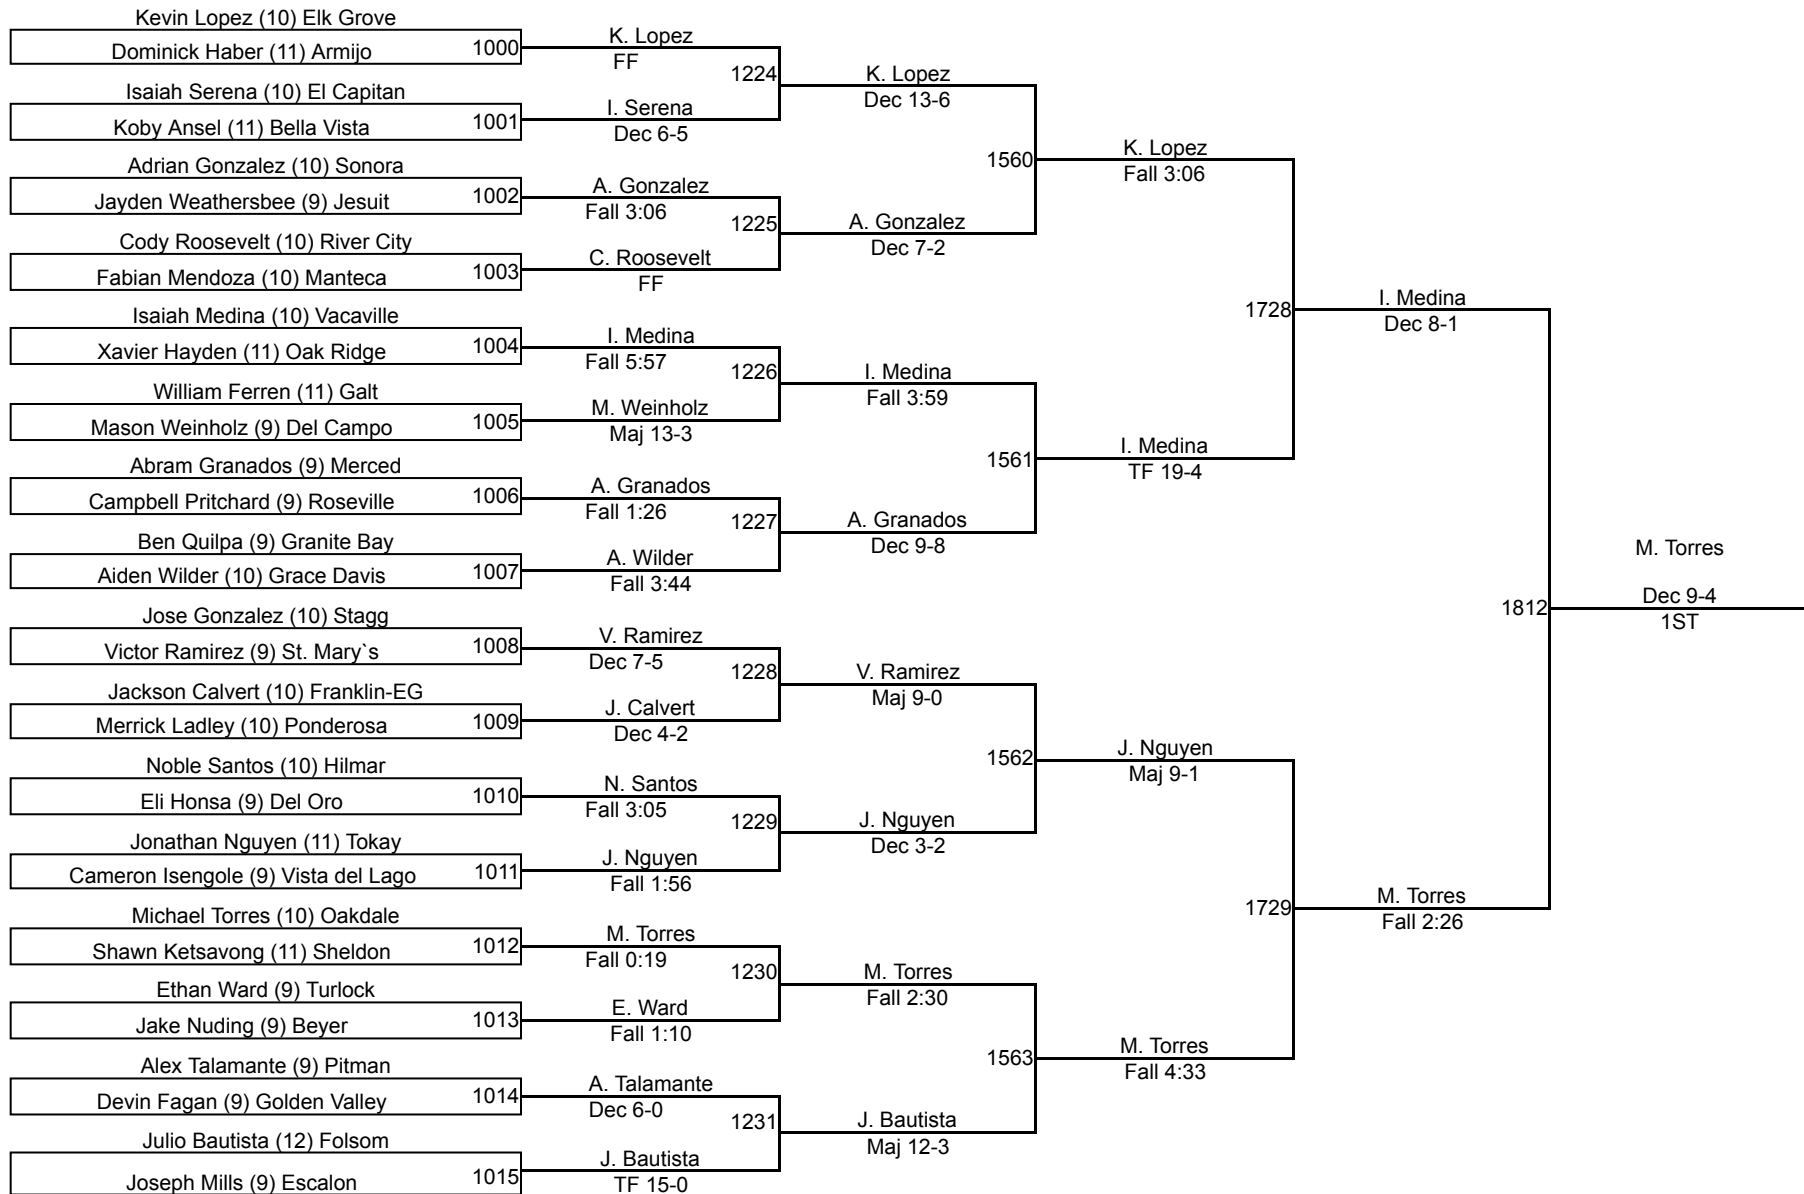 Kevin Lopez (10) Elk Grove
Dominick Haber (11) Armijo
1000
Isaiah Serena (10) El Capitan
Koby Ansel (11) Bella Vista
1001
Adrian Gonzalez (10) Sonora
Jayden Weathersbee (9) Jesuit
1002
Cody Roosevelt (10) River City
Fabian Mendoza (10) Manteca
1003
Isaiah Medina (10) Vacaville
Xavier Hayden (11) Oak Ridge
1004
William Ferren (11) Galt
Mason Weinholz (9) Del Campo
1005
Abram Granados (9) Merced
Campbell Pritchard (9) Roseville
1006
Ben Quilpa (9) Granite Bay
Aiden Wilder (10) Grace Davis
1007
Jose Gonzalez (10) Stagg
Victor Ramirez (9) St. Mary`s
1008
Jackson Calvert (10) Franklin-EG
Merrick Ladley (10) Ponderosa
1009
Noble Santos (10) Hilmar
Eli Honsa (9) Del Oro
1010
Jonathan Nguyen (11) Tokay
Cameron Isengole (9) Vista del Lago
1011
Michael Torres (10) Oakdale
Shawn Ketsavong (11) Sheldon
1012
Ethan Ward (9) Turlock
Jake Nuding (9) Beyer
1013
Alex Talamante (9) Pitman
Devin Fagan (9) Golden Valley
1014
Julio Bautista (12) Folsom
Joseph Mills (9) Escalon
1015
K. Lopez
FF
1224
I. Serena
Dec 6-5
A. Gonzalez
Fall 3:06
1225
C. Roosevelt
FF
I. Medina
Fall 5:57
1226
M. Weinholz
Maj 13-3
A. Granados
Fall 1:26
1227
A. Wilder
Fall 3:44
V. Ramirez
Dec 7-5
1228
J. Calvert
Dec 4-2
N. Santos
Fall 3:05
1229
J. Nguyen
Fall 1:56
M. Torres
Fall 0:19
1230
E. Ward
Fall 1:10
A. Talamante
Dec 6-0
1231
J. Bautista
TF 15-0
K. Lopez
Dec 13-6
1560
A. Gonzalez
Dec 7-2
I. Medina
Fall 3:59
1561
A. Granados
Dec 9-8
V. Ramirez
Maj 9-0
1562
J. Nguyen
Dec 3-2
M. Torres
Fall 2:30
1563
J. Bautista
Maj 12-3
K. Lopez
Fall 3:06
1728
I. Medina
TF 19-4
J. Nguyen
Maj 9-1
1729
M. Torres
Fall 4:33
I. Medina
Dec 8-1
1812
M. Torres
Fall 2:26
M. Torres
Dec 9-4
1ST